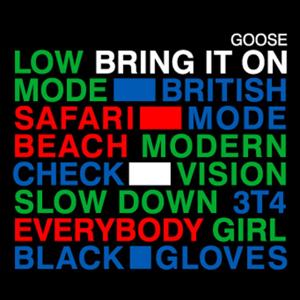 GOOSE
LOW BRING IT ON
MODE BRITISH
SAFARI MODE
BEACH MODERN
CHECK VISION
SLOW DOWN 3T4
EVERYBODY GIRL
BLACK GLOVES